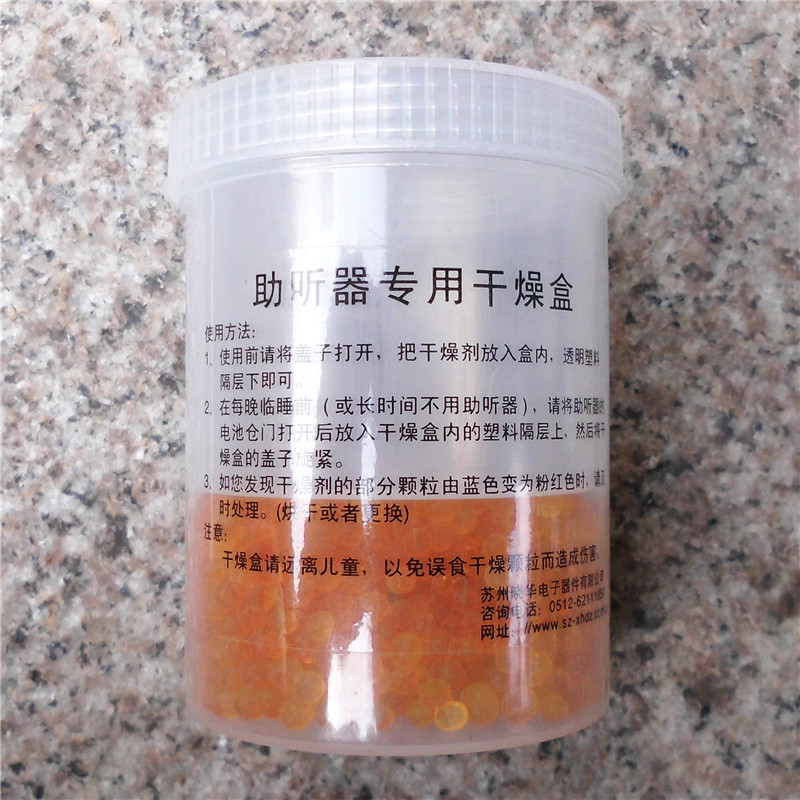 助听器专用干燥盒
使用方法:
1、使用前请将盖子打开，把干燥剂放入盒内，透明塑料
隔层下即可。
2、在每晚临睡前（或长时间不用助听器），请将助听器的
电池仓门打开后放入干燥盒内的塑料隔层上，然后将干
燥盒的盖子旋紧。
3、如您发现干燥剂的部分颗粒由蓝色变为粉红色时，请及
时处理。(烘干或者更换)
注意:
干燥盒请远离儿童，以免误食干燥颗粒而造成伤害。
苏州晓华电子器件有限公司
咨询电话: 0512-6211
网址: //www.sz-xhdz.com